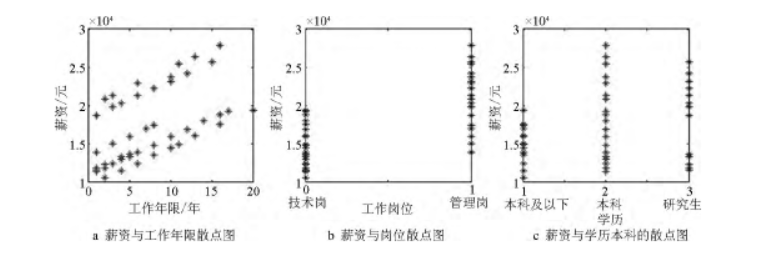 ×10⁴
3
2.5
2
1.5
1
0
5
10
15
20
薪资/元
工作年限/年
a 薪资与工作年限散点图
×10⁴
3
2.5
2
1.5
1
0
1
技术岗
管理岗
薪资/元
工作岗位
b 薪资与岗位散点图
×10⁴
3
2.5
2
1.5
1
1
2
3
本科及以下
本科
研究生
薪资/元
学历
c 薪资与学历本科的散点图